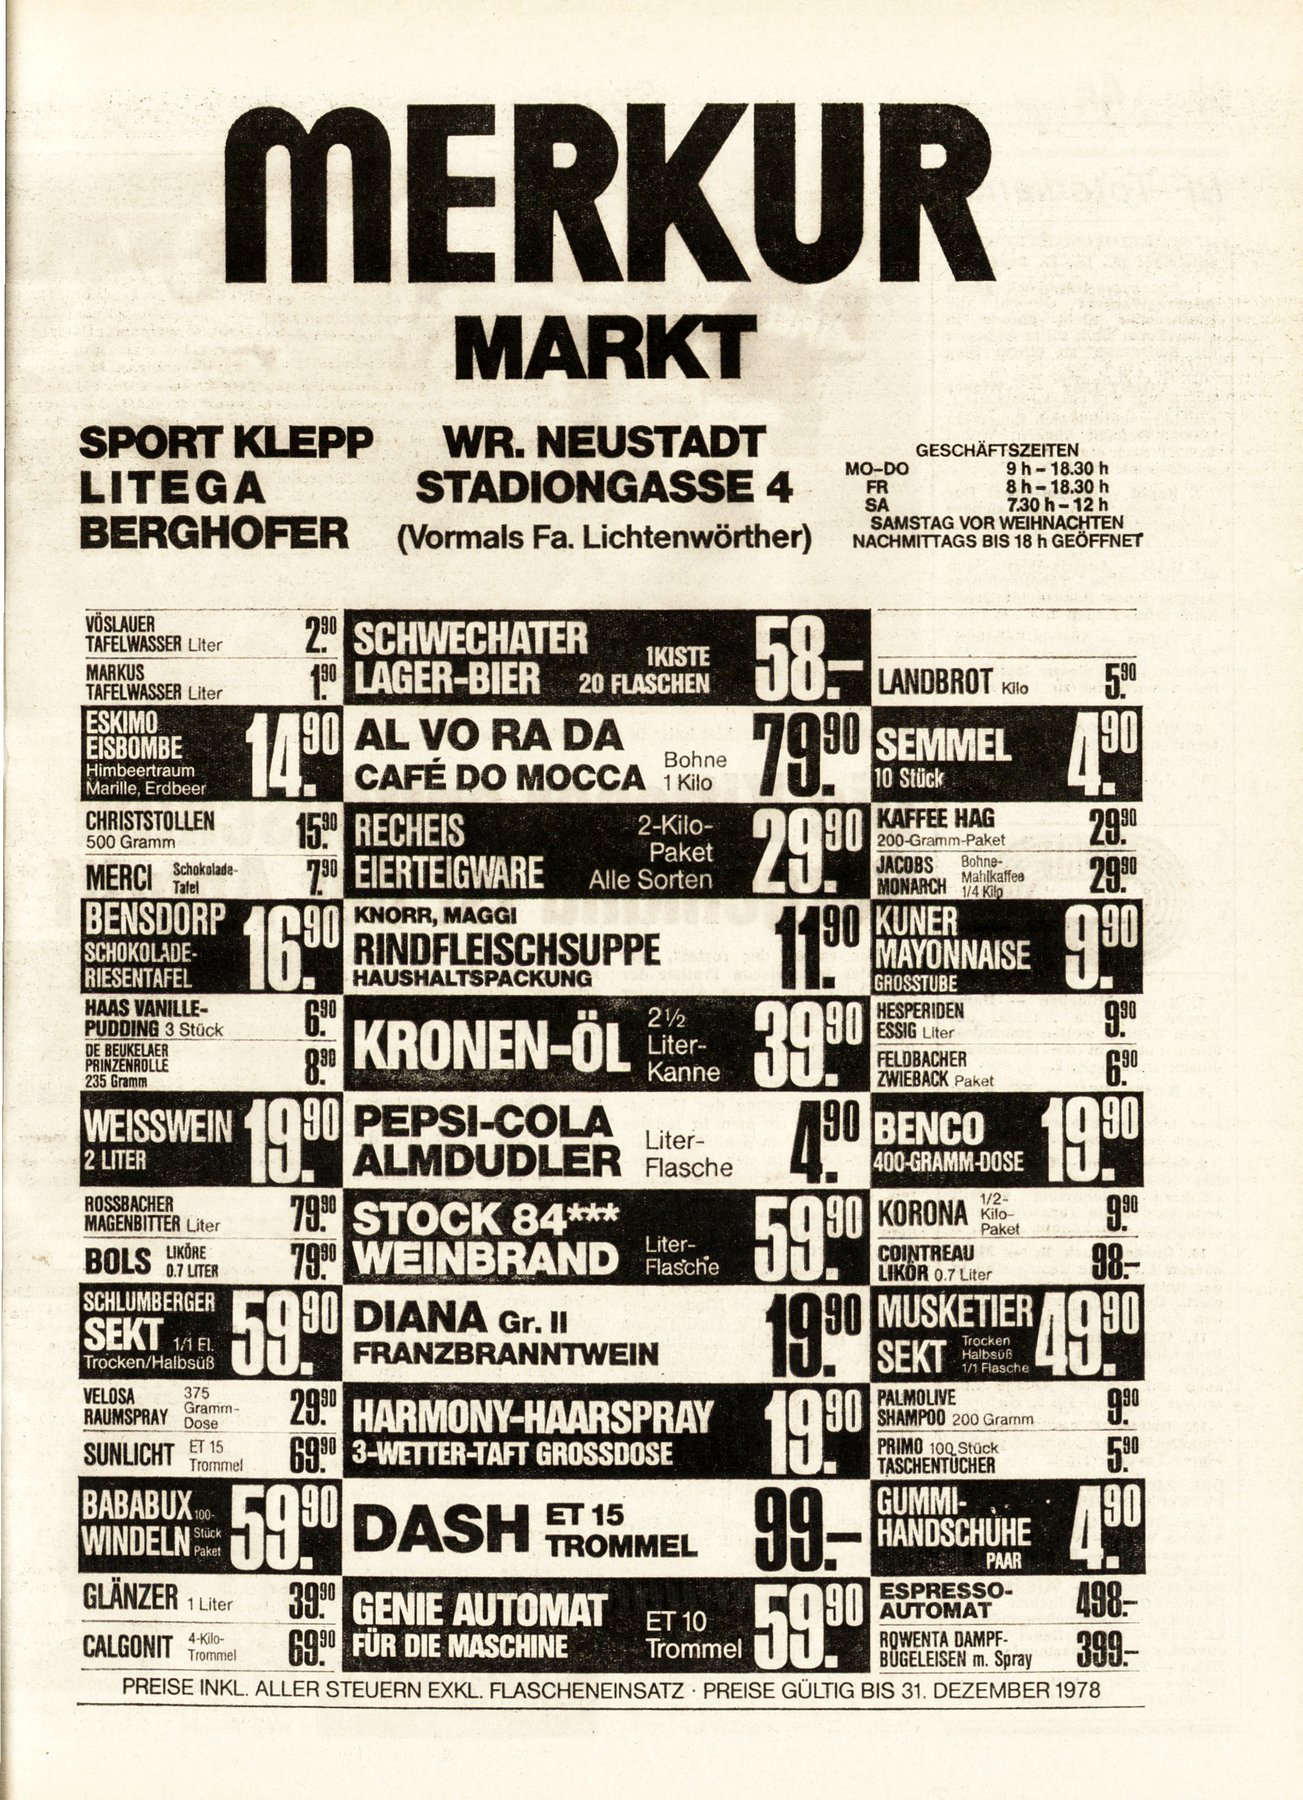 MERKUR
MARKT
SPORT KLEPP
LITEGA
BERGHOFER
WR. NEUSTADT
STADIONGASSE 4
(Vormals Fa. Lichtenwörther)
GESCHÄFTSZEITEN
MO–DO 9 h – 18.30 h
FR 8 h – 18.30 h
SA 7.30 h – 12 h
SAMSTAG VOR WEIHNACHTEN
NACHMITTAGS BIS 18 h GEÖFFNET
VÖSLAUER
TAFELWASSER Liter 2.90
MARKUS
TAFELWASSER Liter 1.90
ESKIMO
EISBOMBE
Himbeertraum
Marille, Erdbeer 14.90
CHRISTSTOLLEN
500 Gramm 15.90
MERCI Schokolade-
Tafel 7.90
BENSDORP
SCHOKOLADE-
RIESENTAFEL 16.90
HAAS VANILLE-
PUDDING 3 Stück 6.90
DE BEUKELAER
PRINZENROLLE
235 Gramm 8.90
WEISSWEIN
2 LITER 19.90
ROSSBACHER
MAGENBITTER Liter 79.90
BOLS LIKÖRE
0.7 LITER 79.90
SCHLUMBERGER
SEKT 1/1 Fl.
Trocken/Halbsüß 59.90
VELOSA
RAUMSPRAY 375
Gramm-
Dose 29.90
SUNLICHT ET 15
Trommel 69.90
BABABUX
WINDELN 100-
Stück
Paket 59.90
GLÄNZER 1 Liter 39.90
CALGONIT 4-Kilo-
Trommel 69.90
SCHWECHATER
LAGER-BIER 1 KISTE
20 FLASCHEN 58.–
AL VO RA DA
CAFÉ DO MOCCA Bohne
1 Kilo 79.90
RECHEIS
EIERTEIGWARE 2-Kilo-
Paket
Alle Sorten 29.90
KNORR, MAGGI
RINDFLEISCHSUPPE
HAUSHALTSPACKUNG 11.90
KRONEN-ÖL 2½
Liter-
Kanne 39.90
PEPSI-COLA
ALMDUDLER Liter-
Flasche 4.90
STOCK 84***
WEINBRAND Liter-
Flasche 59.90
DIANA Gr. II
FRANZBRANNTWEIN 19.90
HARMONY-HAARSPRAY
3-WETTER-TAFT GROSSDOSE 19.90
DASH ET 15
TROMMEL 99.–
GENIE AUTOMAT
FÜR DIE MASCHINE ET 10
Trommel 59.90
LANDBROT Kilo 5.90
SEMMEL
10 Stück 4.90
KAFFEE HAG
200-Gramm-Paket 29.90
JACOBS
MONARCH Bohne-
Mahlkaffee
1/4 Kilo 29.90
KUNER
MAYONNAISE
GROSSTUBE 9.90
HESPERIDEN
ESSIG Liter 9.90
FELDBACHER
ZWIEBACK Paket 6.90
BENCO
400-GRAMM-DOSE 19.90
KORONA 1/2-
Kilo-
Paket 9.90
COINTREAU
LIKÖR 0.7 Liter 98.–
MUSKETIER
SEKT Trocken
Halbsüß
1/1 Flasche 49.90
PALMOLIVE
SHAMPOO 200 Gramm 9.90
PRIMO 100 Stück
TASCHENTÜCHER 5.90
GUMMI-
HANDSCHUHE
PAAR 4.90
ESPRESSO-
AUTOMAT 498.–
ROWENTA DAMPF-
BÜGELEISEN m. Spray 399.–
PREISE INKL. ALLER STEUERN EXKL. FLASCHENEINSATZ · PREISE GÜLTIG BIS 31. DEZEMBER 1978